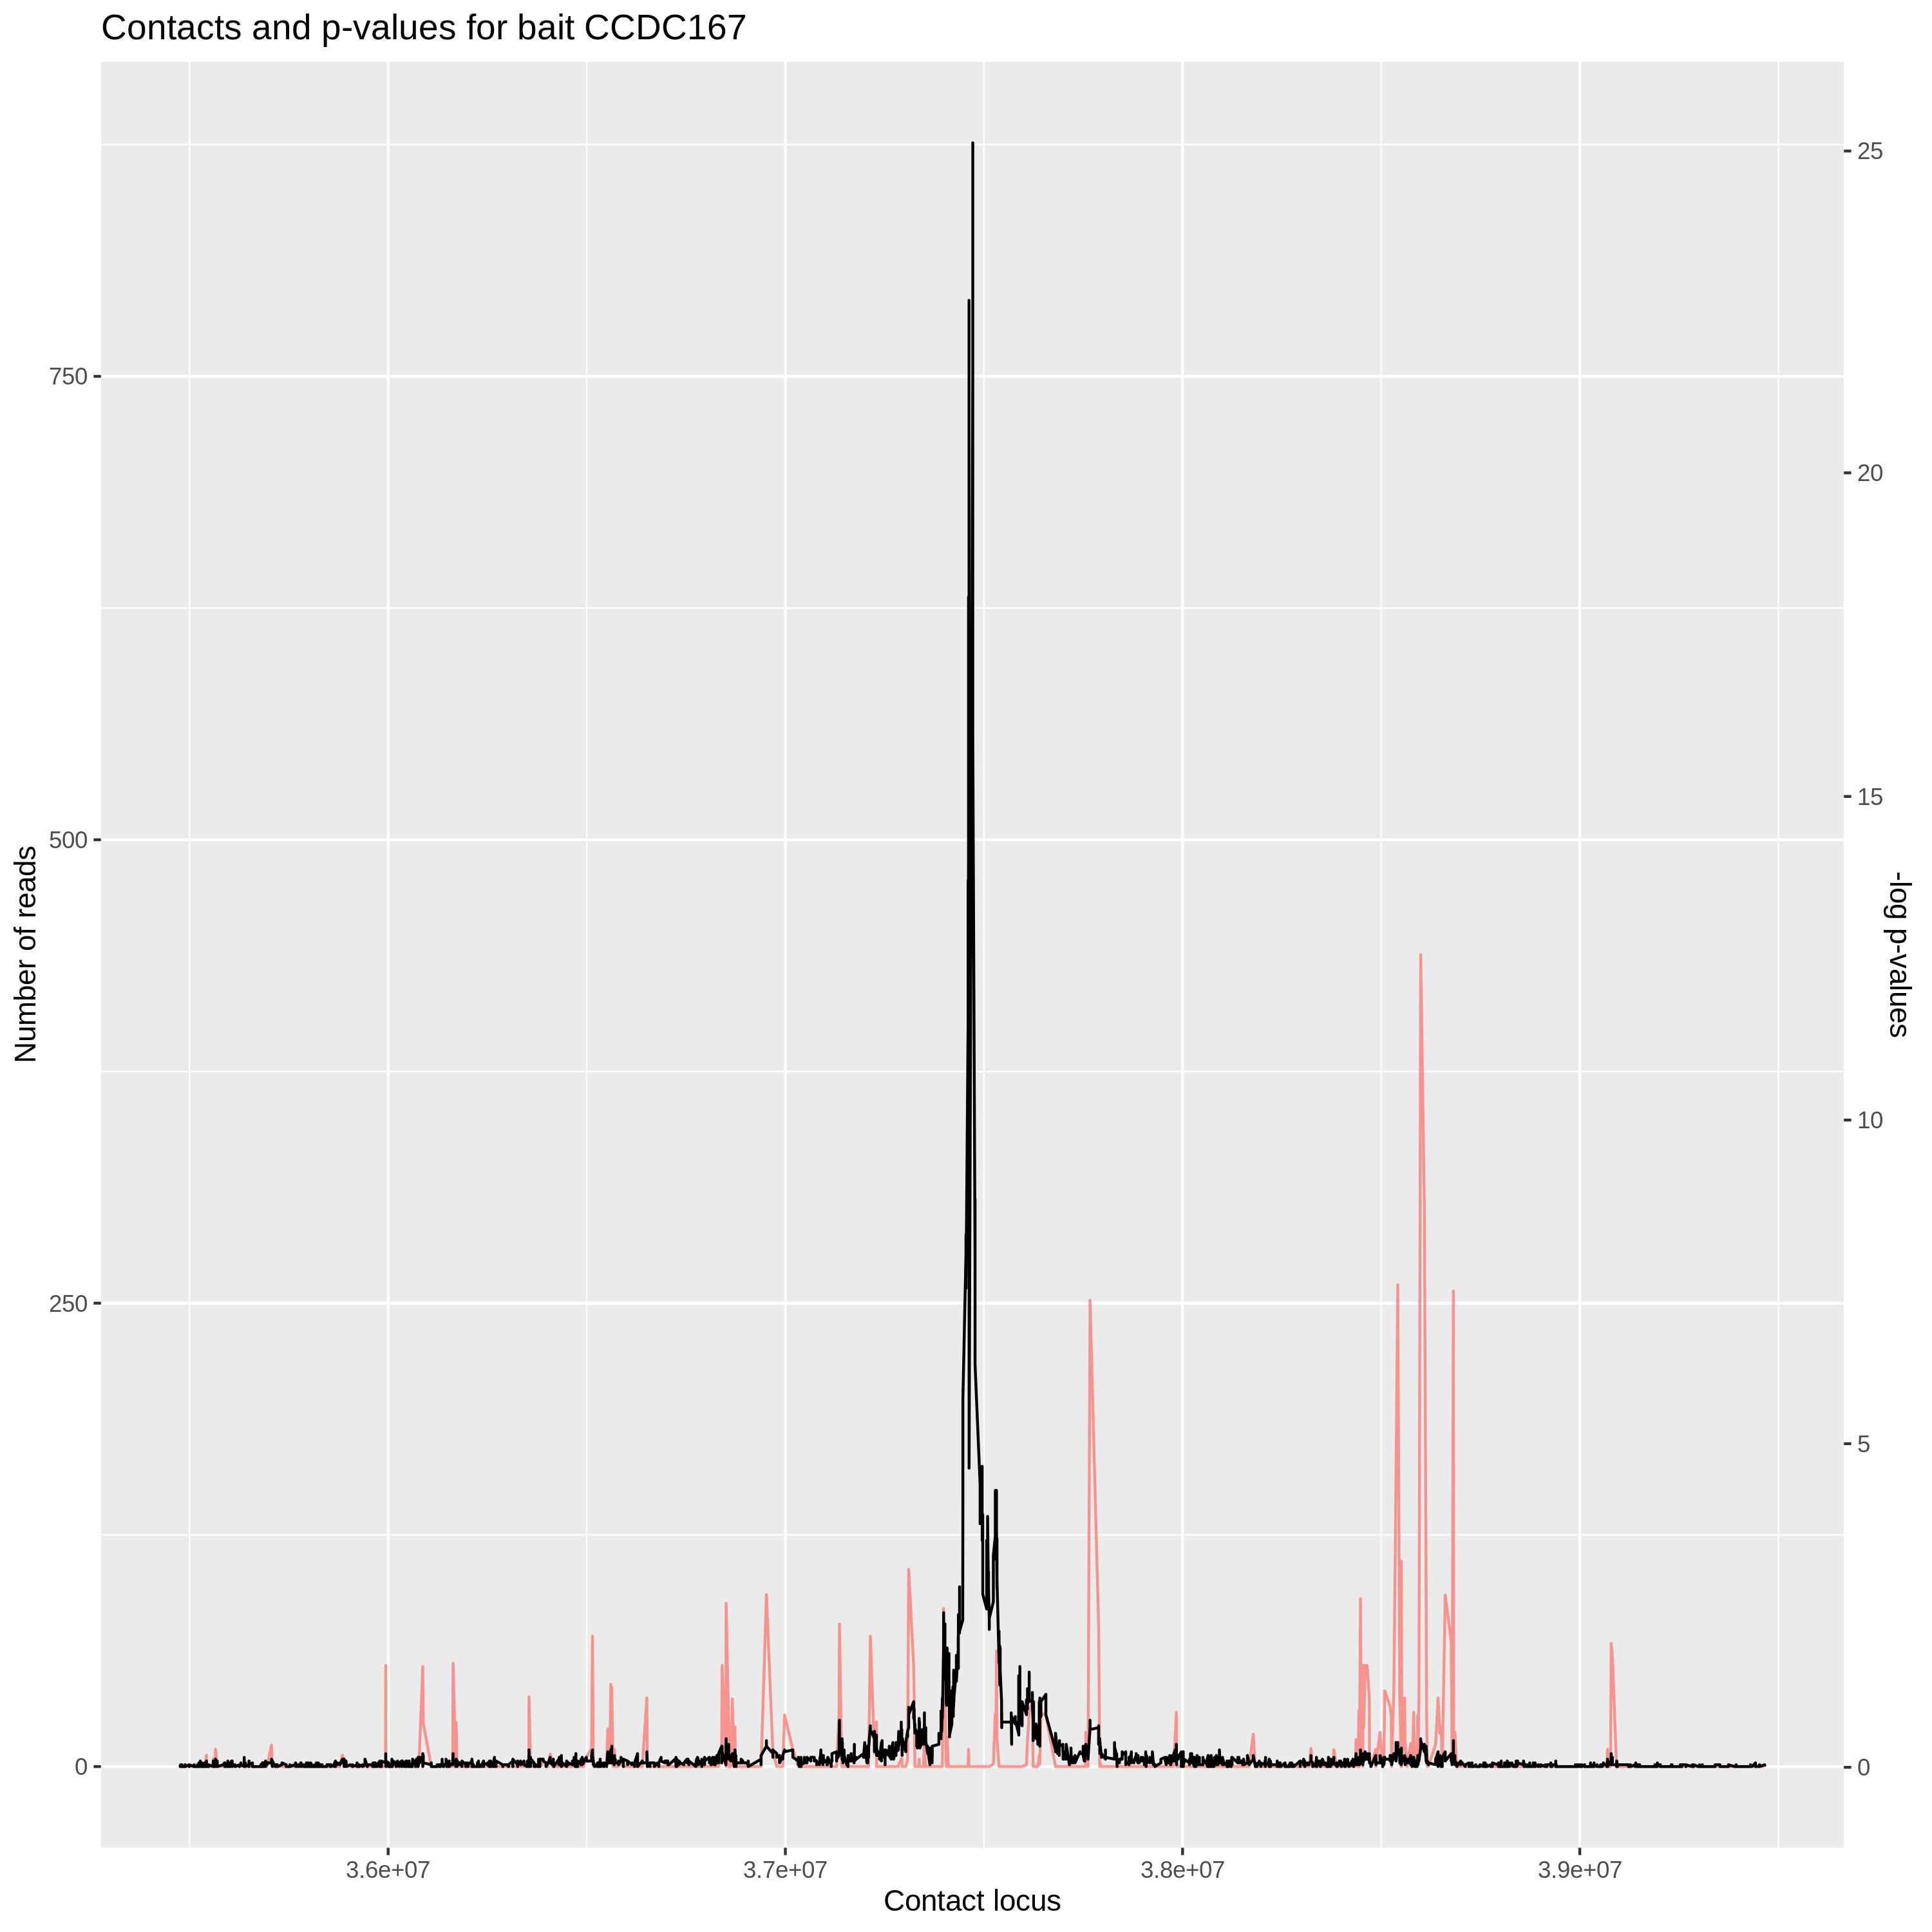 Contacts and p-values for bait CCDC167
Number of reads
750
500
250
0
25
20
15
10
5
0
-log p-values
3.6e+07
3.7e+07
3.8e+07
3.9e+07
Contact locus